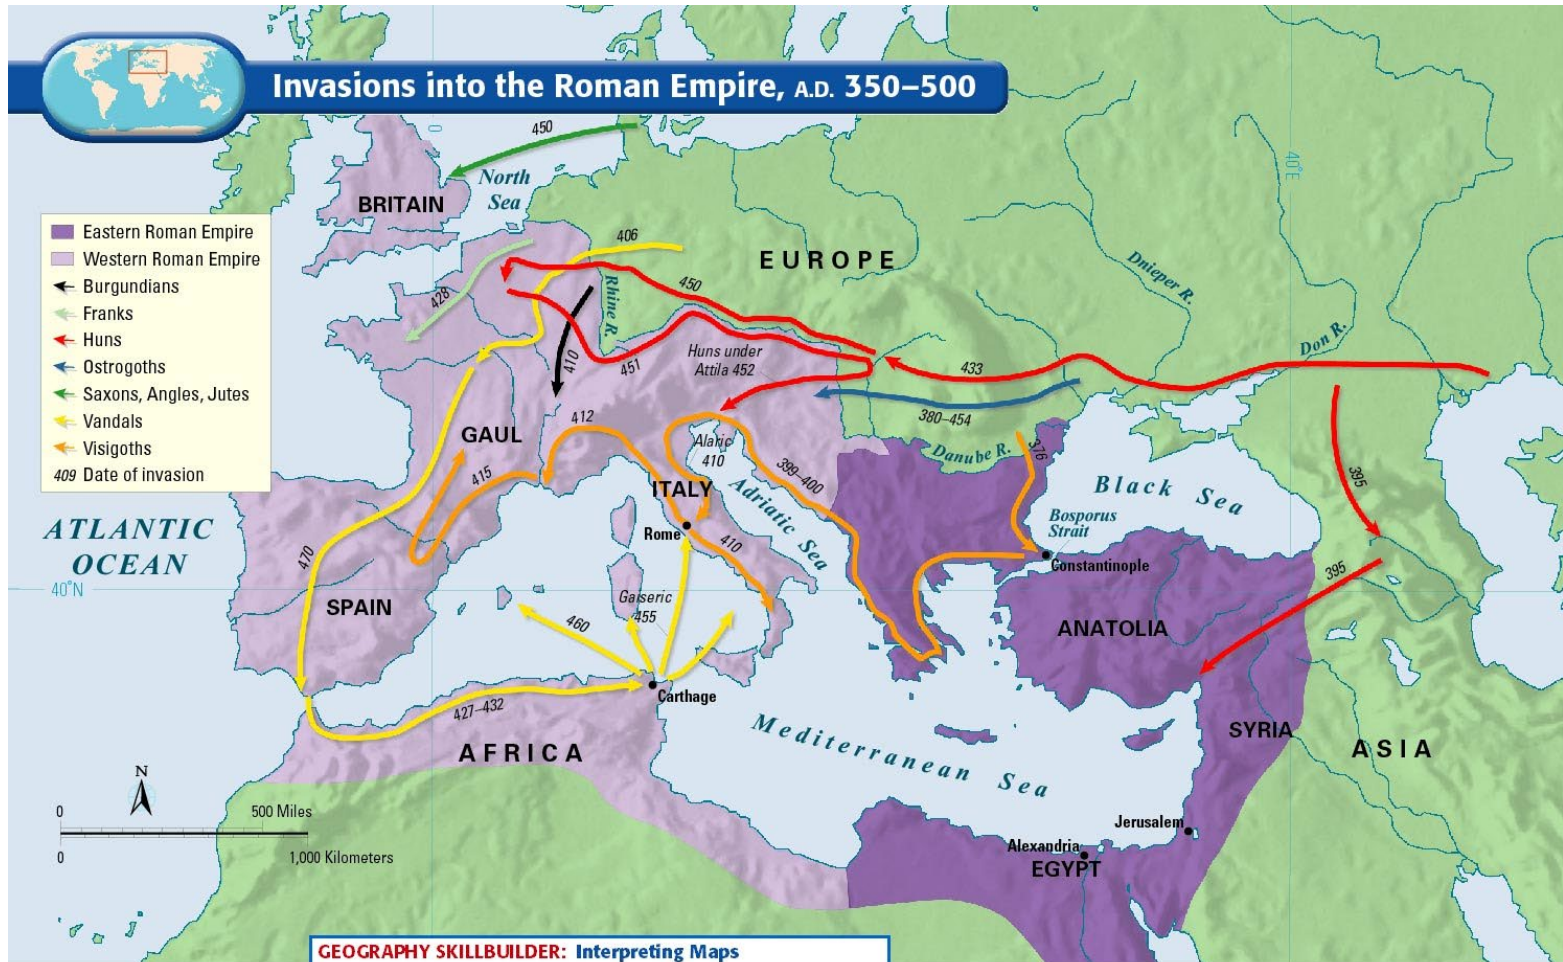 Invasions into the Roman Empire, A.D. 350–500
0
450
North
Sea
BRITAIN
40°E
Eastern Roman Empire
Western Roman Empire
Burgundians
Franks
Huns
Ostrogoths
Saxons, Angles, Jutes
Vandals
Visigoths
409 Date of invasion
406
EUROPE
Dnieper R.
Rhine R.
450
428
Don R.
410
451
Huns under
Attila 452
433
380–454
412
GAUL
Alaric
410
Danube R.
376
415
399–400
ITALY
Adriatic Sea
Black Sea
395
Bosporus
Strait
ATLANTIC
OCEAN
Rome
410
Constantinople
470
395
40°N
SPAIN
Gaiseric
455
460
ANATOLIA
Carthage
427–432
Mediterranean Sea
SYRIA
AFRICA
ASIA
N
0
500 Miles
0
1,000 Kilometers
Jerusalem
Alexandria
EGYPT
GEOGRAPHY SKILLBUILDER: Interpreting Maps